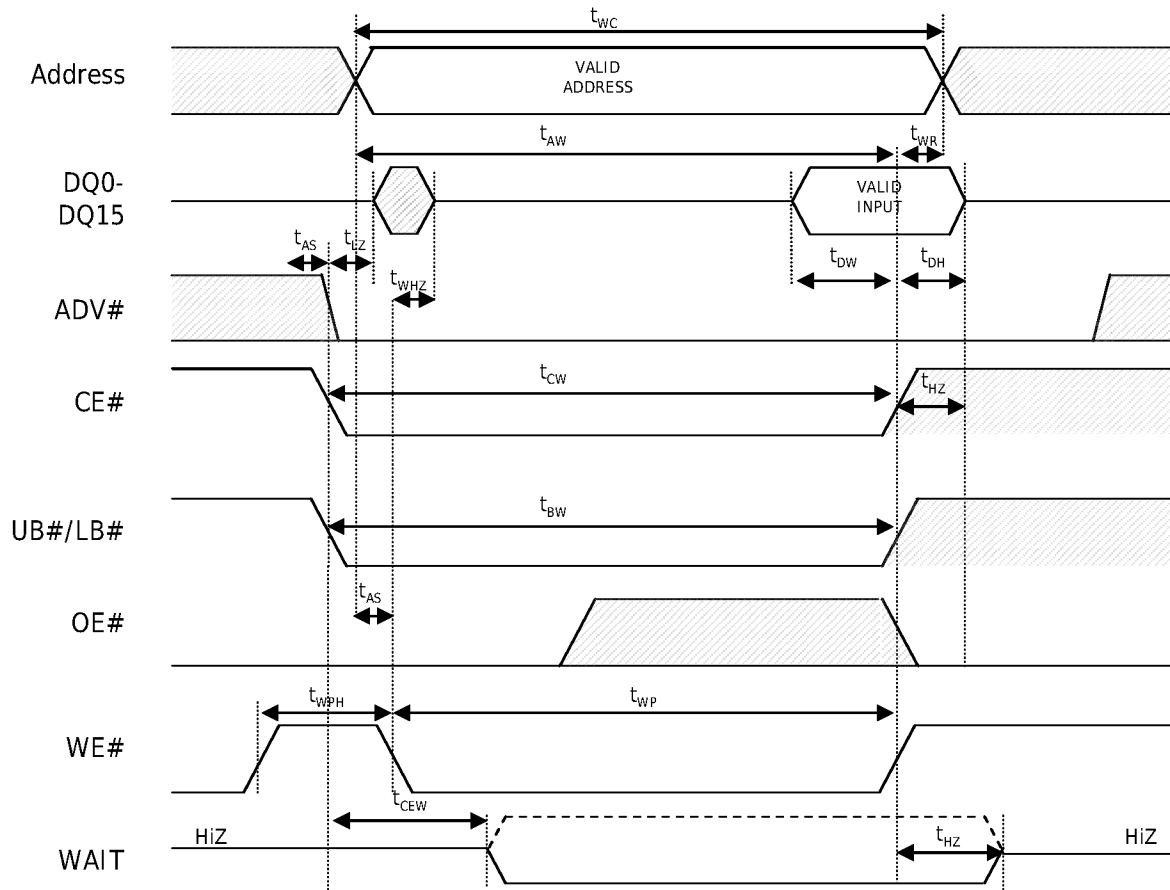 tWC
Address
VALID
ADDRESS
tAW
tWR
DQ0-
DQ15
VALID
INPUT
tAS
tLZ
tDW
tDH
tWHZ
ADV#
tCW
tHZ
CE#
tBW
UB#/LB#
tAS
OE#
tWPH
tWP
WE#
tCEW
HiZ
tHZ
HiZ
WAIT